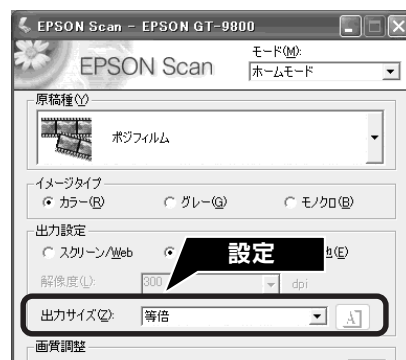 EPSON Scan - EPSON GT-9800
EPSON Scan
モード(M):
ホームモード
原稿種(Y)
ポジフィルム
イメージタイプ
カラー(R) グレー(G) モノクロ(B)
出力設定
スクリーン/Web
(E)
設定
解像度(L): 300 dpi
出力サイズ(Z): 等倍
画質調整